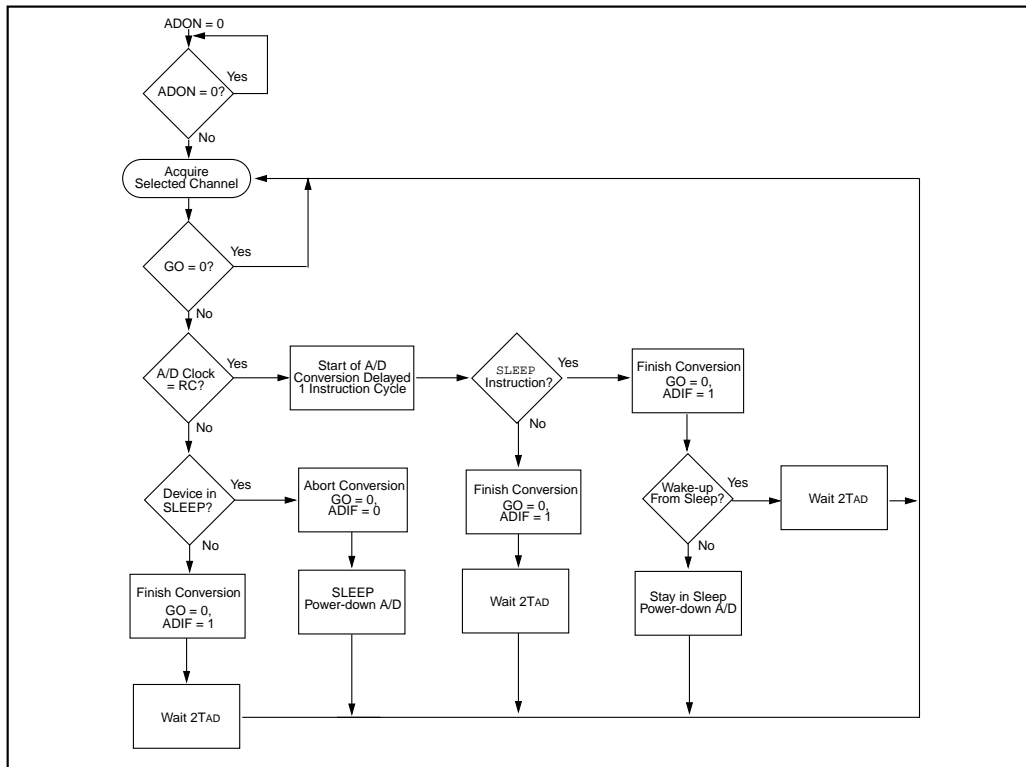 ADON = 0
Yes
ADON = 0?
No
Acquire
Selected Channel
Yes
GO = 0?
No
A/D Clock
= RC?
Yes
Start of A/D
Conversion Delayed
1 Instruction Cycle
SLEEP
Instruction?
Yes
Finish Conversion
GO = 0,
ADIF = 1
No
No
Device in
SLEEP?
Yes
Abort Conversion
GO = 0,
ADIF = 0
Finish Conversion
GO = 0,
ADIF = 1
Wake-up
From Sleep?
Yes
Wait 2TAD
No
No
Finish Conversion
GO = 0,
ADIF = 1
SLEEP
Power-down A/D
Wait 2TAD
Stay in Sleep
Power-down A/D
Wait 2TAD